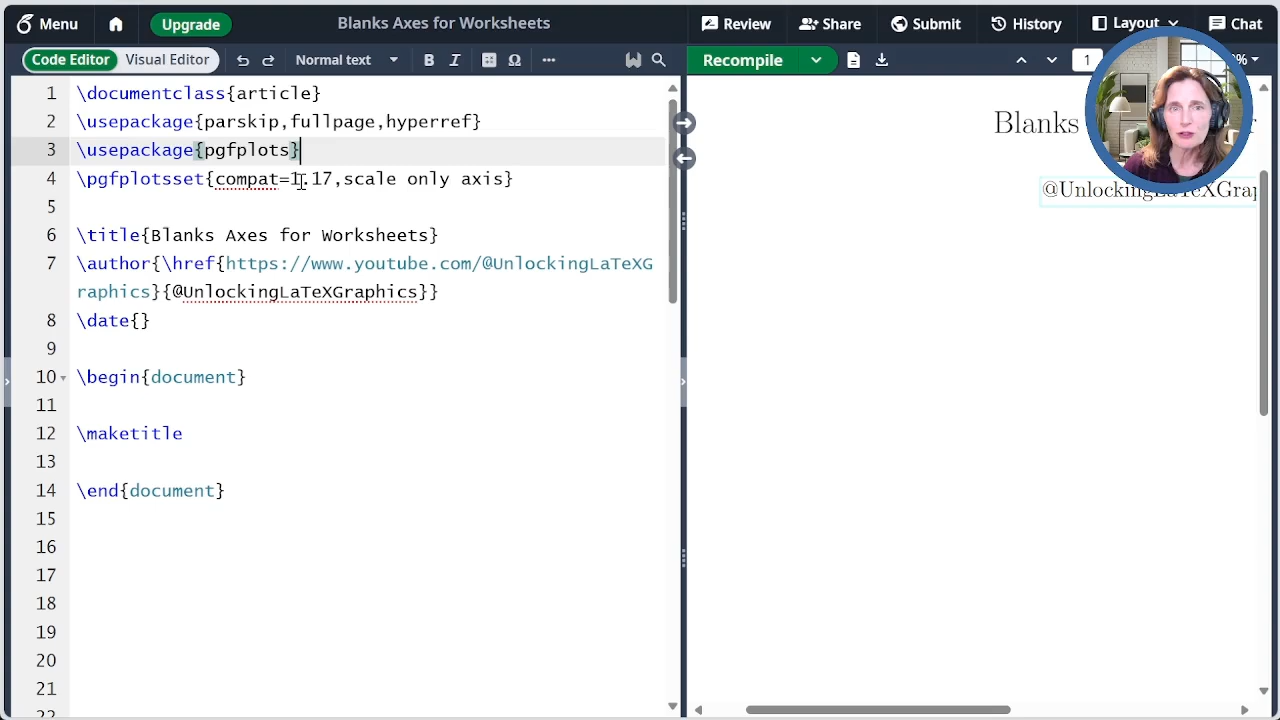 Menu Upgrade Blanks Axes for Worksheets Review Share Submit History Layout Chat
Code Editor Visual Editor Normal text B I Ω Recompile 1 %
1 \documentclass{article}
2 \usepackage{parskip,fullpage,hyperref}
3 \usepackage{pgfplots}
4 \pgfplotsset{compat=1.17,scale only axis}
5
6 \title{Blanks Axes for Worksheets}
7 \author{\href{https://www.youtube.com/@UnlockingLaTeXG
raphics}{@UnlockingLaTeXGraphics}}
8 \date{}
9
10 \begin{document}
11
12 \maketitle
13
14 \end{document}
15
16
17
18
19
20
21
22
Blanks
@UnlockingLaTeXGrap